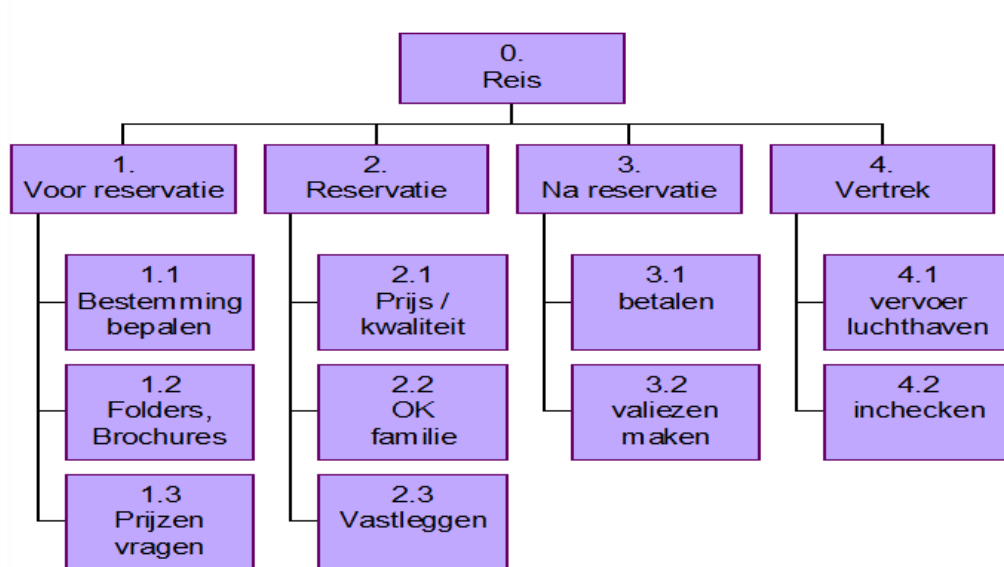 0.
Reis
1.
Voor reservatie
2.
Reservatie
3.
Na reservatie
4.
Vertrek
1.1
Bestemming
bepalen
2.1
Prijs /
kwaliteit
3.1
betalen
4.1
vervoer
luchthaven
1.2
Folders,
Brochures
2.2
OK
familie
3.2
valiezen
maken
4.2
inchecken
1.3
Prijzen
vragen
2.3
Vastleggen